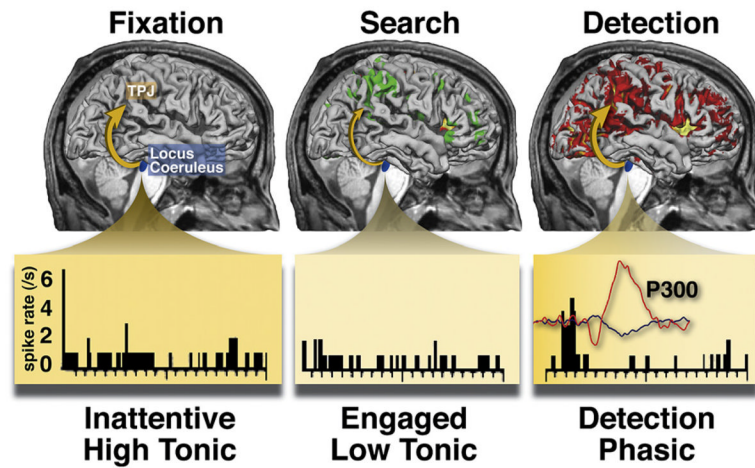 Fixation
Search
Detection
TPJ
Locus
Coeruleus
spike rate (/s)
6
4
2
0
P300
Inattentive
High Tonic
Engaged
Low Tonic
Detection
Phasic